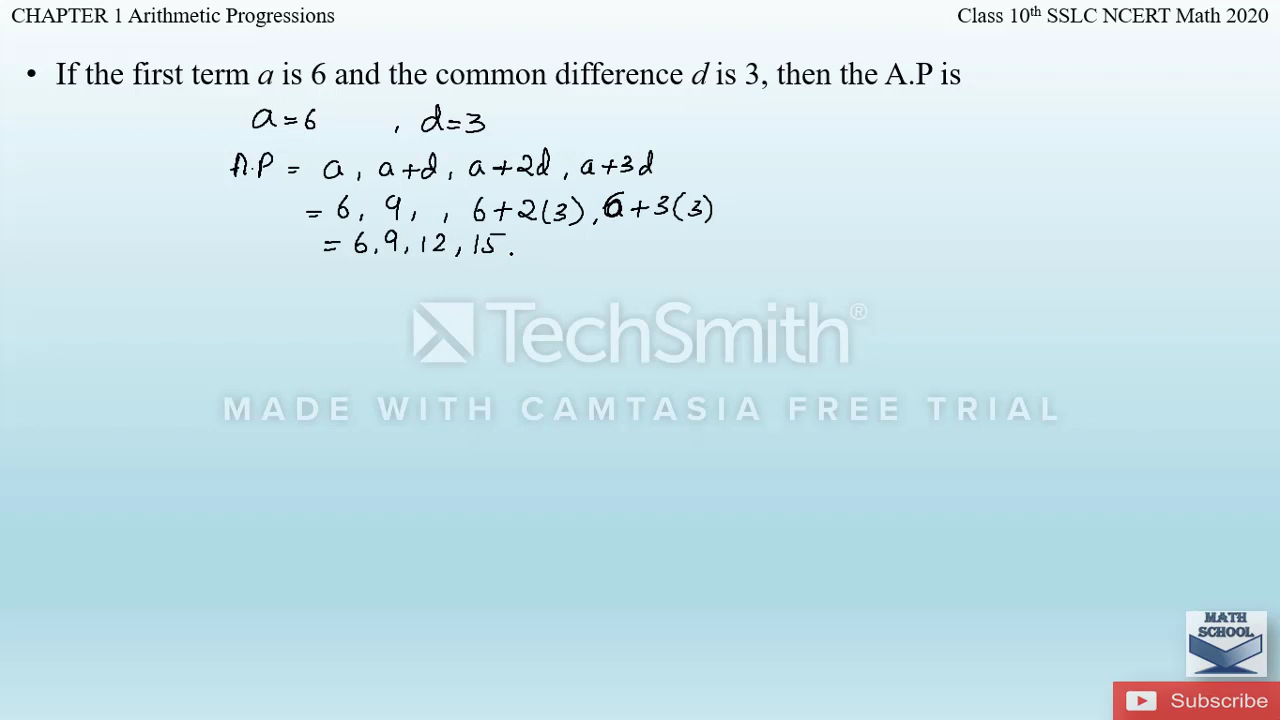 CHAPTER 1 Arithmetic Progressions
Class 10th SSLC NCERT Math 2020
• If the first term a is 6 and the common difference d is 3, then the A.P is
a = 6 , d = 3
A.P = a , a + d , a + 2d , a + 3d
= 6 , 9 , , 6 + 2(3) , 6 + 3(3)
= 6, 9, 12, 15.
TechSmith®
MADE WITH CAMTASIA FREE TRIAL
MATH
SCHOOL
Subscribe